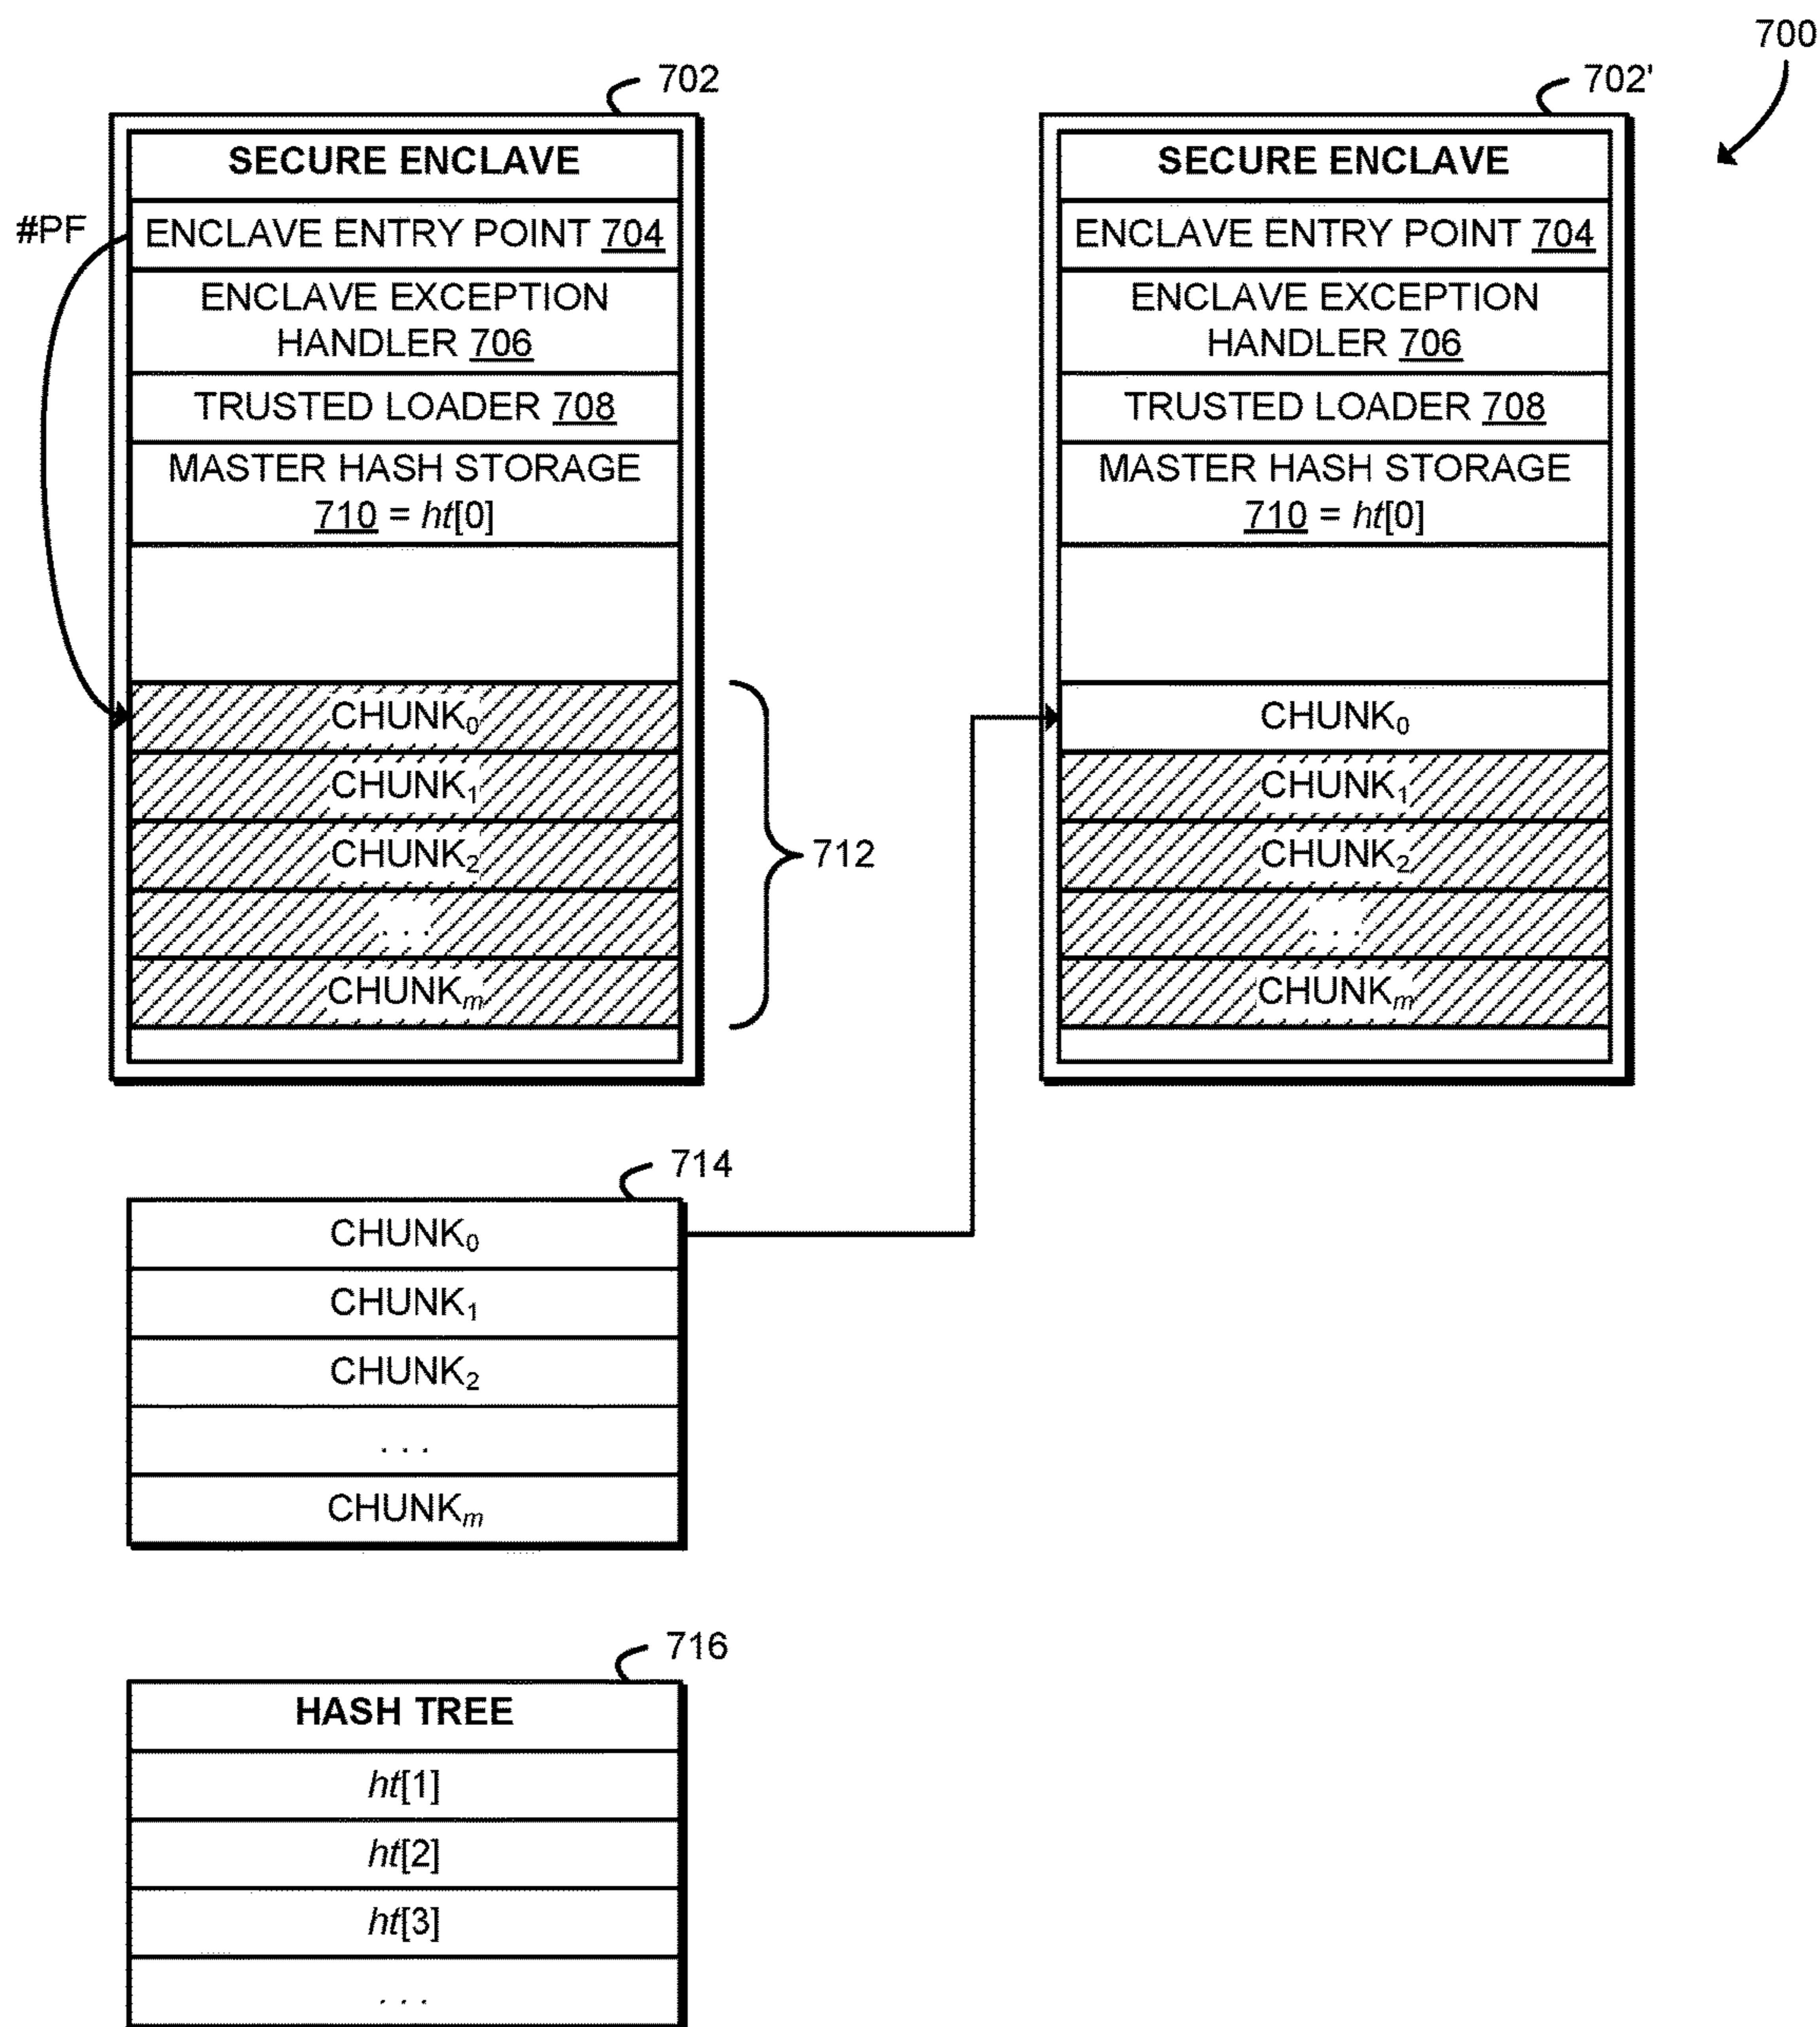 700
702
SECURE ENCLAVE
#PF
ENCLAVE ENTRY POINT 704
ENCLAVE EXCEPTION
HANDLER 706
TRUSTED LOADER 708
MASTER HASH STORAGE
710 = ht[0]
CHUNK₀
CHUNK₁
CHUNK₂
. . .
CHUNKₘ
712
702'
SECURE ENCLAVE
ENCLAVE ENTRY POINT 704
ENCLAVE EXCEPTION
HANDLER 706
TRUSTED LOADER 708
MASTER HASH STORAGE
710 = ht[0]
CHUNK₀
CHUNK₁
CHUNK₂
. . .
CHUNKₘ
714
CHUNK₀
CHUNK₁
CHUNK₂
. . .
CHUNKₘ
716
HASH TREE
ht[1]
ht[2]
ht[3]
. . .